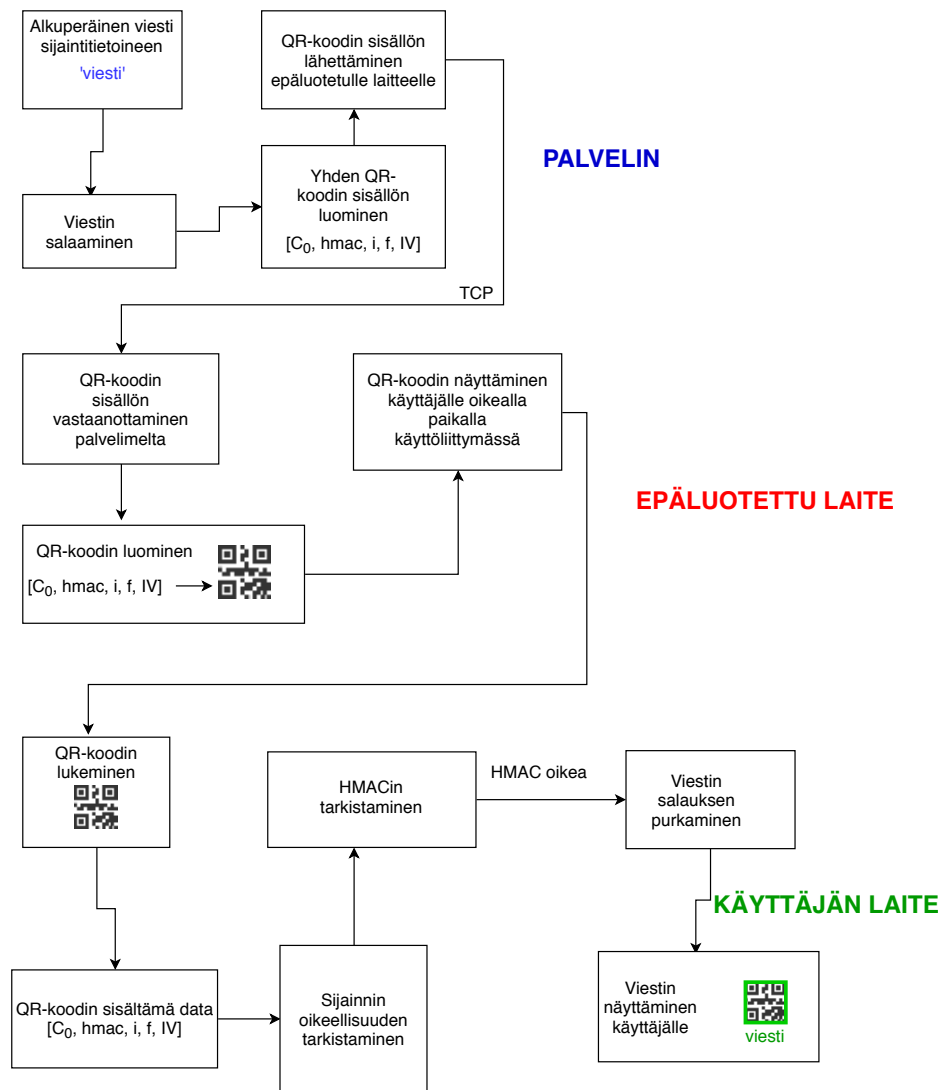 Alkuperäinen viesti
sijaintitietoineen
'viesti'
Viestin
salaaminen
Yhden QR-
koodin sisällön
luominen
[C₀, hmac, i, f, IV]
QR-koodin sisällön
lähettäminen
epäluotetulle laitteelle
PALVELIN
TCP
QR-koodin
sisällön
vastaanottaminen
palvelimelta
QR-koodin luominen
[C₀, hmac, i, f, IV]
QR-koodin näyttäminen
käyttäjälle oikealla
paikalla
käyttöliittymässä
EPÄLUOTETTU LAITE
QR-koodin
lukeminen
QR-koodin sisältämä data
[C₀, hmac, i, f, IV]
Sijainnin
oikeellisuuden
tarkistaminen
HMACin
tarkistaminen
HMAC oikea
Viestin
salauksen
purkaminen
KÄYTTÄJÄN LAITE
Viestin
näyttäminen
käyttäjälle
viesti